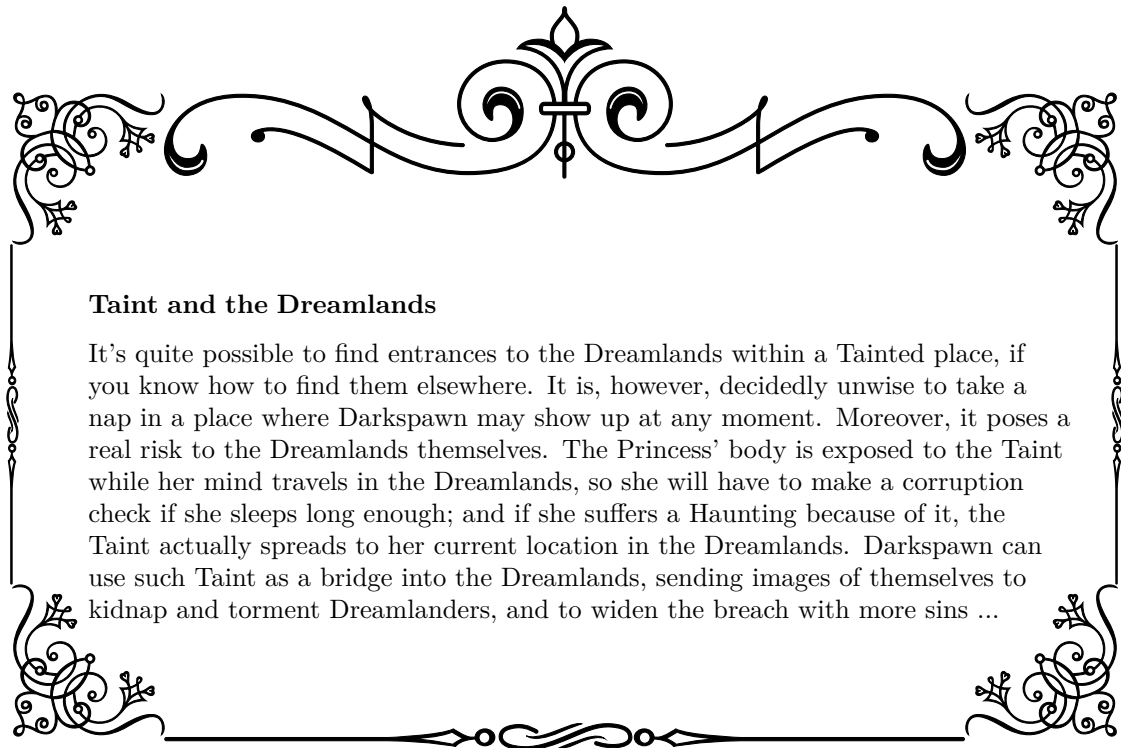 Taint and the Dreamlands
It's quite possible to find entrances to the Dreamlands within a Tainted place, if
you know how to find them elsewhere. It is, however, decidedly unwise to take a
nap in a place where Darkspawn may show up at any moment. Moreover, it poses a
real risk to the Dreamlands themselves. The Princess' body is exposed to the Taint
while her mind travels in the Dreamlands, so she will have to make a corruption
check if she sleeps long enough; and if she suffers a Haunting because of it, the
Taint actually spreads to her current location in the Dreamlands. Darkspawn can
use such Taint as a bridge into the Dreamlands, sending images of themselves to
kidnap and torment Dreamlanders, and to widen the breach with more sins ...